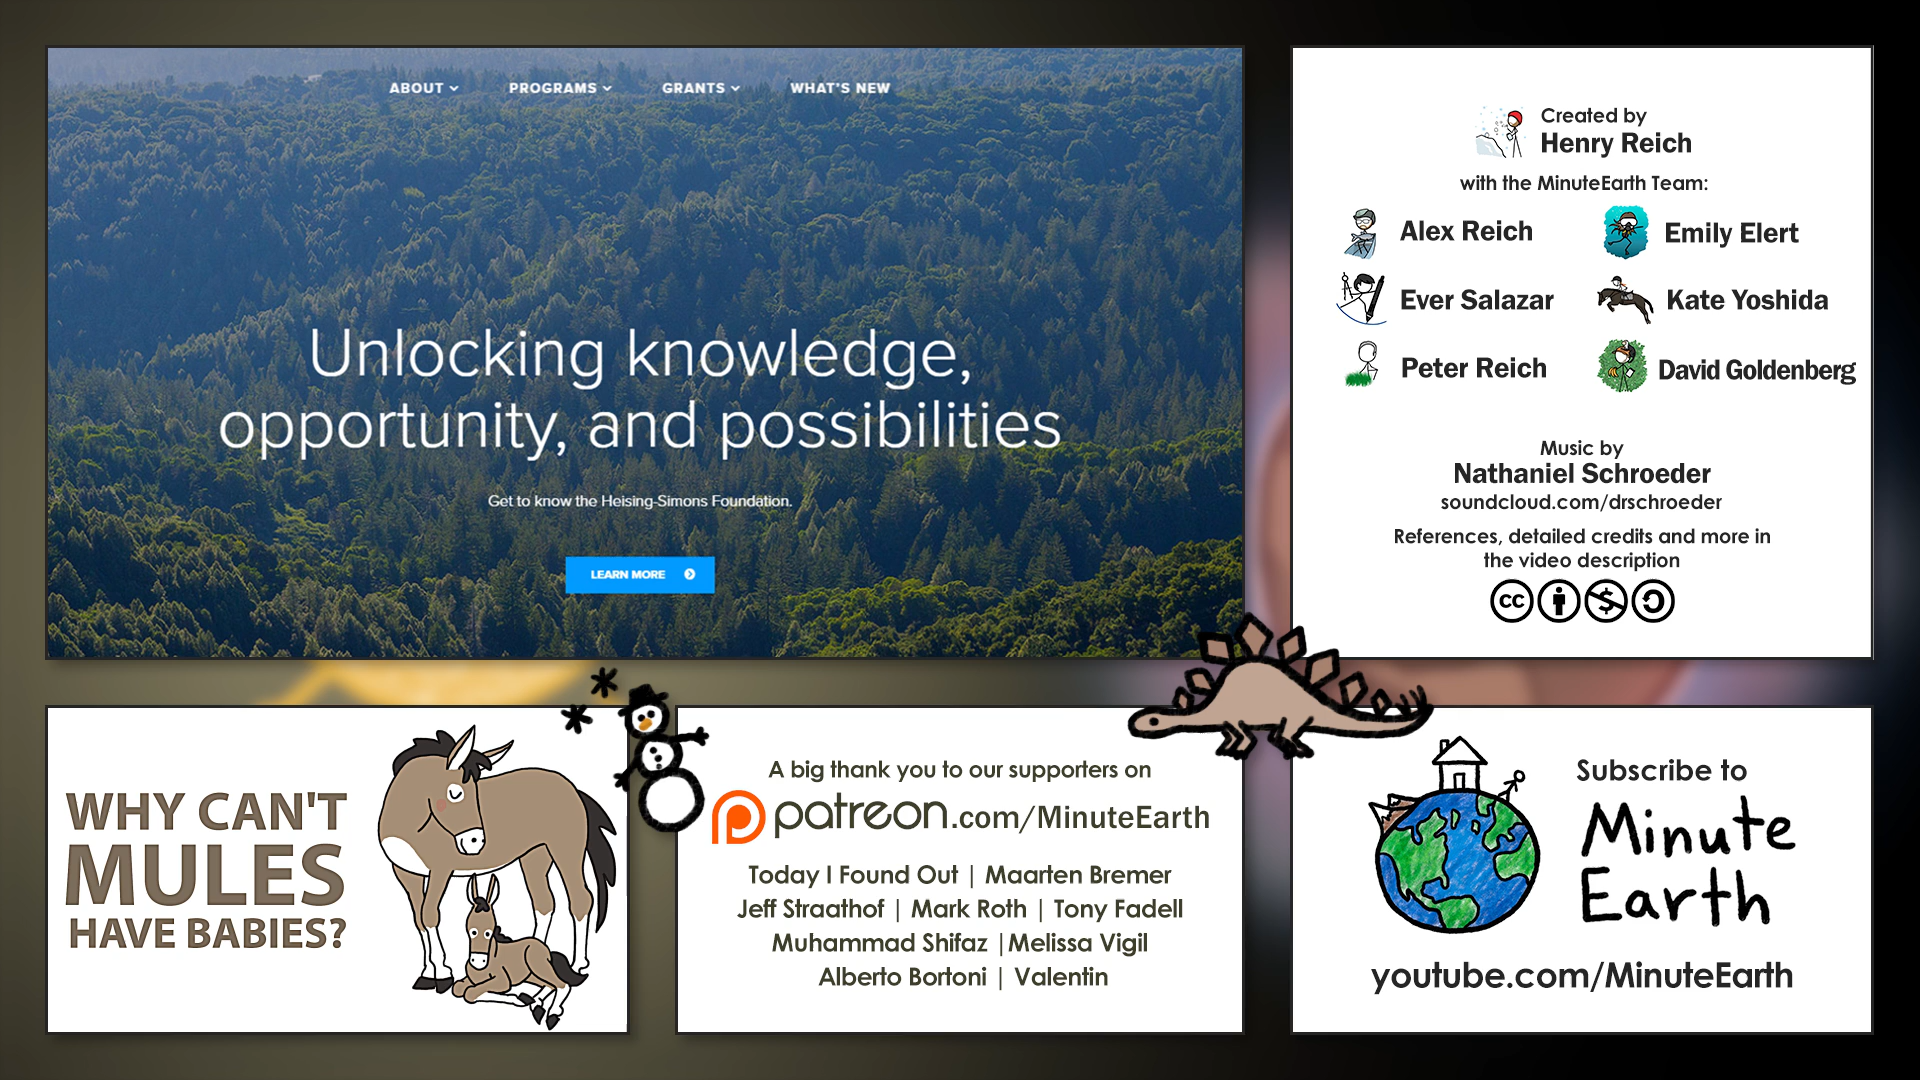 ABOUT PROGRAMS GRANTS WHAT'S NEW
Unlocking knowledge,
opportunity, and possibilities
Get to know the Heising-Simons Foundation.
LEARN MORE
Created by
Henry Reich
with the MinuteEarth Team:
Alex Reich Emily Elert
Ever Salazar Kate Yoshida
Peter Reich David Goldenberg
Music by
Nathaniel Schroeder
soundcloud.com/drschroeder
References, detailed credits and more in
the video description
cc
WHY CAN'T
MULES
HAVE BABIES?
A big thank you to our supporters on
patreon.com/MinuteEarth
Today I Found Out | Maarten Bremer
Jeff Straathof | Mark Roth | Tony Fadell
Muhammad Shifaz |Melissa Vigil
Alberto Bortoni | Valentin
Subscribe to
Minute
Earth
youtube.com/MinuteEarth